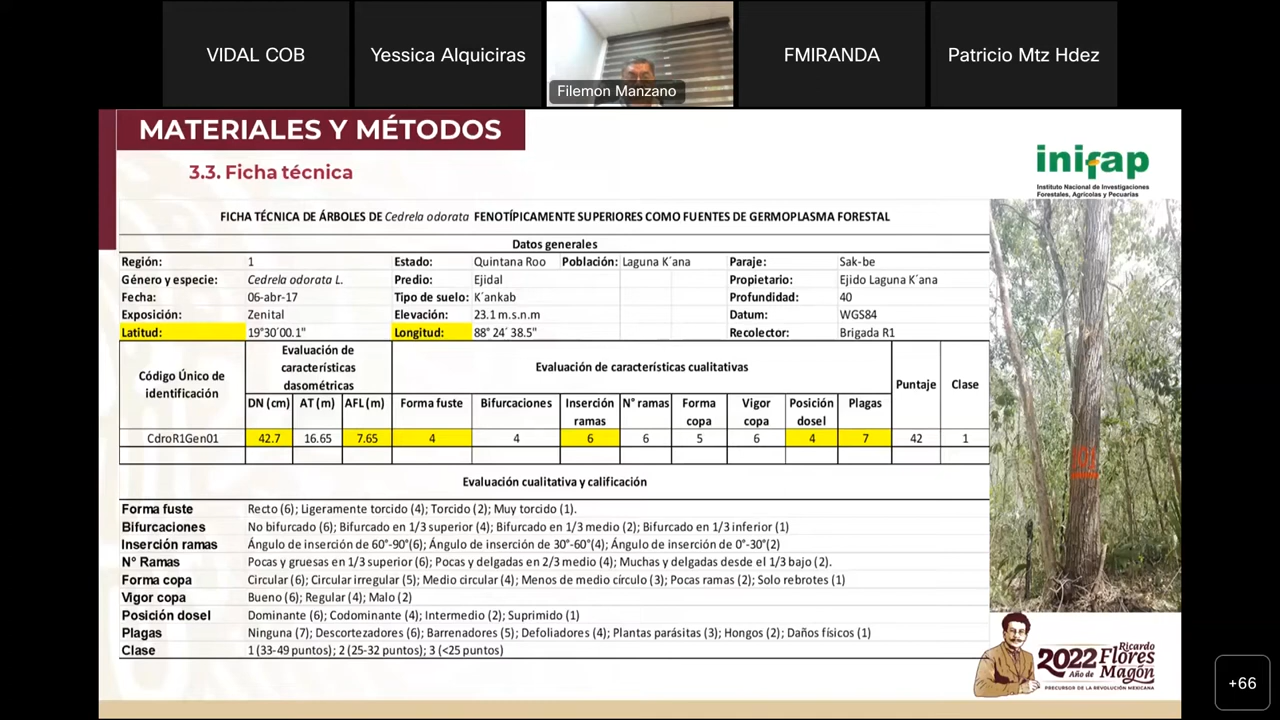 VIDAL COB
Yessica Alquiciras
Filemon Manzano
FMIRANDA
Patricio Mtz Hdez
MATERIALES Y MÉTODOS
3.3. Ficha técnica
inifap
Instituto Nacional de Investigaciones
Forestales, Agrícolas y Pecuarias
FICHA TÉCNICA DE ÁRBOLES DE Cedrela odorata FENOTÍPICAMENTE SUPERIORES COMO FUENTES DE GERMOPLASMA FORESTAL
Datos generales
Región: 1 Estado: Quintana Roo Población: Laguna K´ana Paraje: Sak-be
Género y especie: Cedrela odorata L. Predio: Ejidal Propietario: Ejido Laguna K´ana
Fecha: 06-abr-17 Tipo de suelo: K´ankab Profundidad: 40
Exposición: Zenital Elevación: 23.1 m.s.n.m Datum: WGS84
Latitud: 19°30´00.1" Longitud: 88° 24´ 38.5" Recolector: Brigada R1
Código Único de identificación
Evaluación de características dasométricas
Evaluación de características cualitativas
Puntaje
Clase
DN (cm) AT (m) AFL (m) Forma fuste Bifurcaciones Inserción ramas N° ramas Forma copa Vigor copa Posición dosel Plagas
CdroR1Gen01 42.7 16.65 7.65 4 4 6 6 5 6 4 7 42 1
Evaluación cualitativa y calificación
Forma fuste Recto (6); Ligeramente torcido (4); Torcido (2); Muy torcido (1).
Bifurcaciones No bifurcado (6); Bifurcado en 1/3 superior (4); Bifurcado en 1/3 medio (2); Bifurcado en 1/3 inferior (1)
Inserción ramas Ángulo de inserción de 60°-90°(6); Ángulo de inserción de 30°-60°(4); Ángulo de inserción de 0°-30°(2)
N° Ramas Pocas y gruesas en 1/3 superior (6); Pocas y delgadas en 2/3 medio (4); Muchas y delgadas desde el 1/3 bajo (2).
Forma copa Circular (6); Circular irregular (5); Medio circular (4); Menos de medio círculo (3); Pocas ramas (2); Solo rebrotes (1)
Vigor copa Bueno (6); Regular (4); Malo (2)
Posición dosel Dominante (6); Codominante (4); Intermedio (2); Suprimido (1)
Plagas Ninguna (7); Descortezadores (6); Barrenadores (5); Defoliadores (4); Plantas parásitas (3); Hongos (2); Daños físicos (1)
Clase 1 (33-49 puntos); 2 (25-32 puntos); 3 (<25 puntos)
2022 Ricardo Flores
Año de Magón
PRECURSOR DE LA REVOLUCIÓN MEXICANA
+66